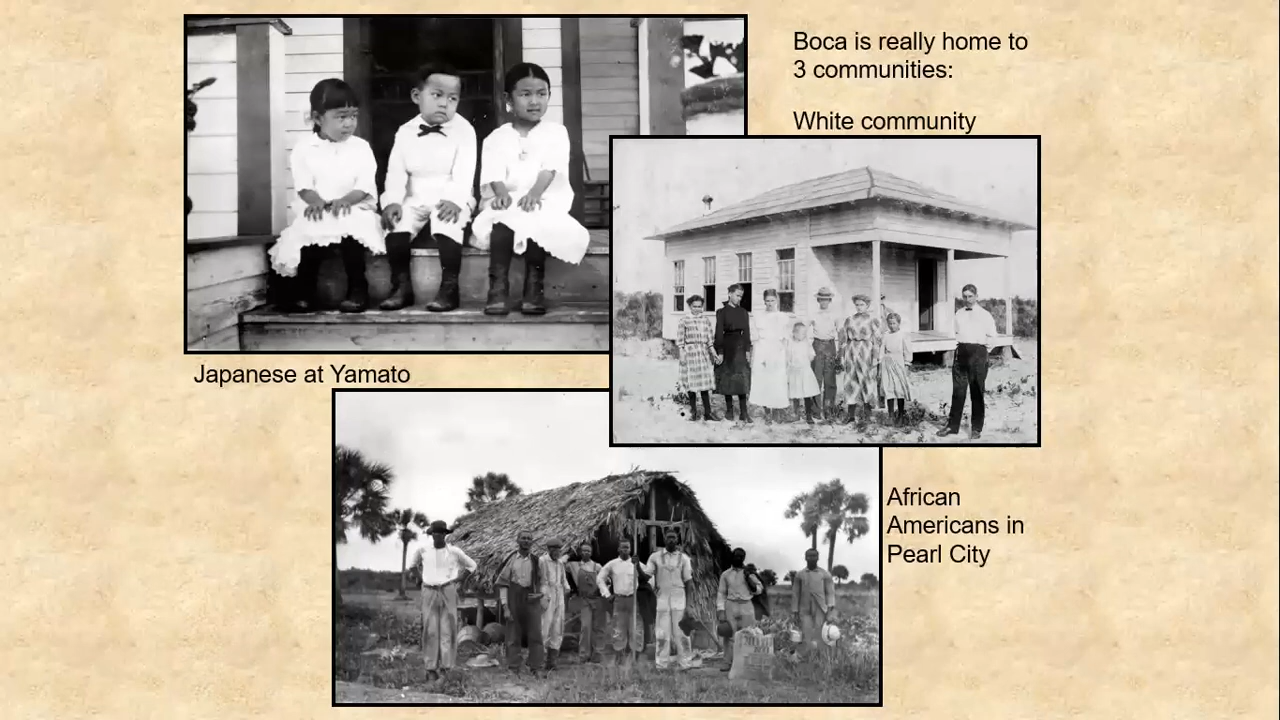 Boca is really home to
3 communities:
White community
Japanese at Yamato
African
Americans in
Pearl City